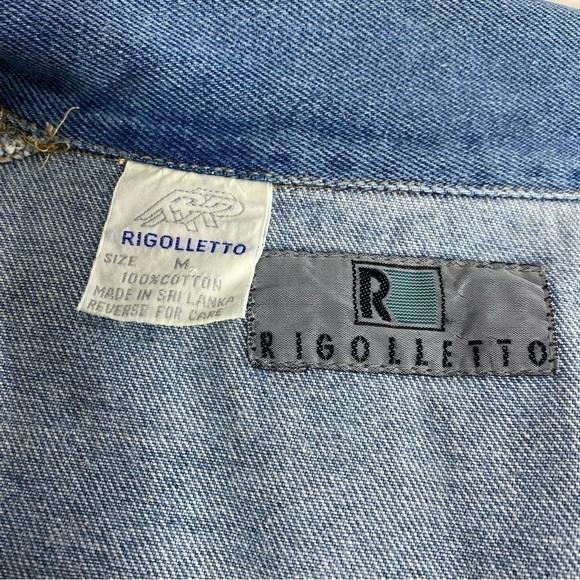 RIGOLLETTO
SIZE M
100% COTTON
MADE IN SRI LANKA
REVERSE FOR CARE
R
RIGOLLETTO